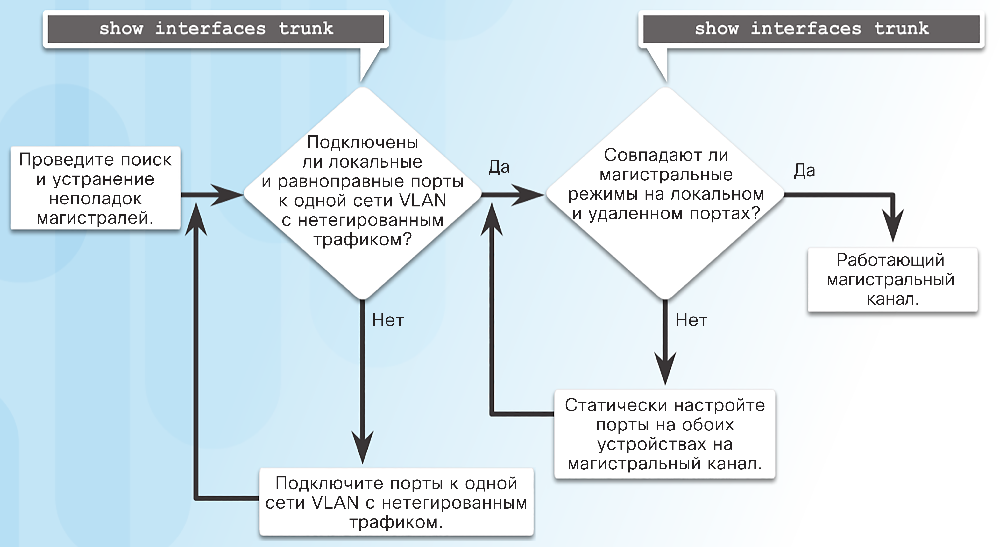 show interfaces trunk
show interfaces trunk
Проведите поиск
и устранение
неполадок
магистралей.
Подключены
ли локальные
и равноправные порты
к одной сети VLAN
с нетегированным
трафиком?
Да
Совпадают ли
магистральные
режимы на локальном
и удаленном портах?
Да
Работающий
магистральный
канал.
Нет
Нет
Статически настройте
порты на обоих
устройствах на
магистральный канал.
Подключите порты к одной
сети VLAN с нетегированным
трафиком.